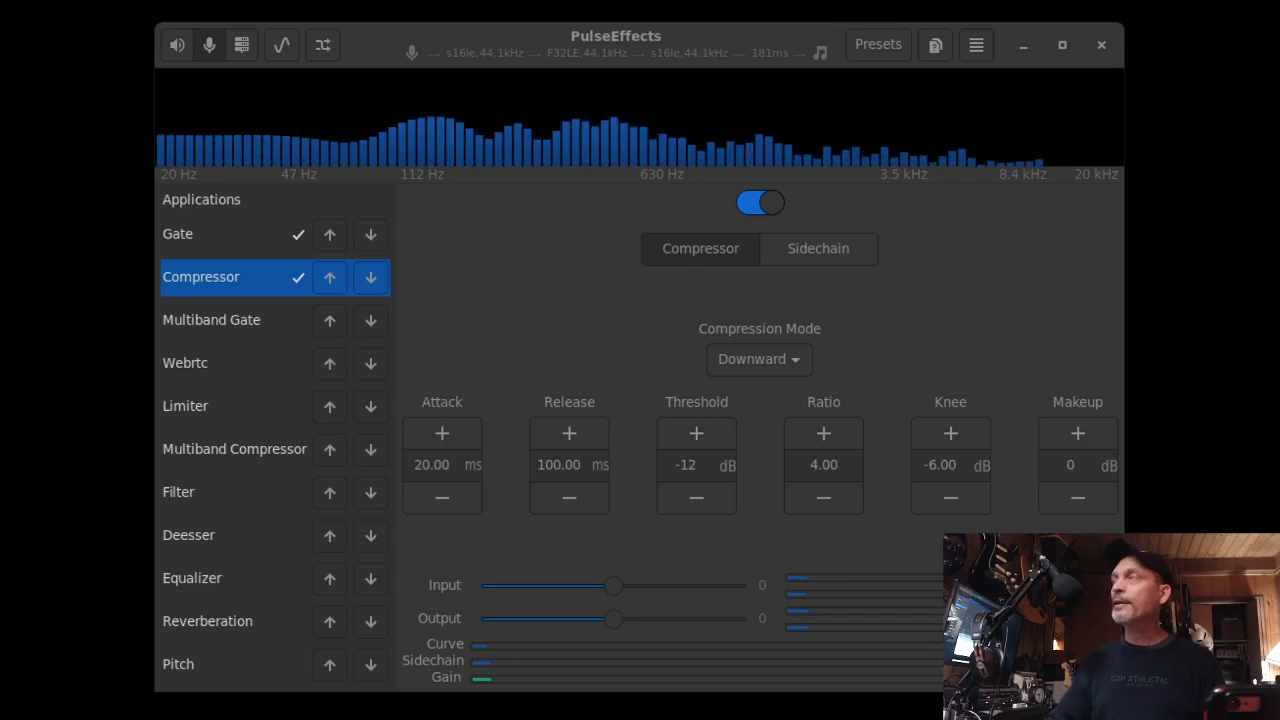 PulseEffects
s16le,44.1kHz — F32LE,44.1kHz — s16le,44.1kHz — 181ms
Presets
20 Hz 47 Hz 112 Hz 630 Hz 3.5 kHz 8.4 kHz 20 kHz
Applications
Gate
Compressor
Multiband Gate
Webrtc
Limiter
Multiband Compressor
Filter
Deesser
Equalizer
Reverberation
Pitch
Compressor Sidechain
Compression Mode
Downward
Attack Release Threshold Ratio Knee Makeup
+ + + + + +
20.00 ms 100.00 ms -12 dB 4.00 -6.00 dB 0 dB
− − − − − −
Input 0
Output 0
Curve
Sidechain
Gain
ATHLETIC